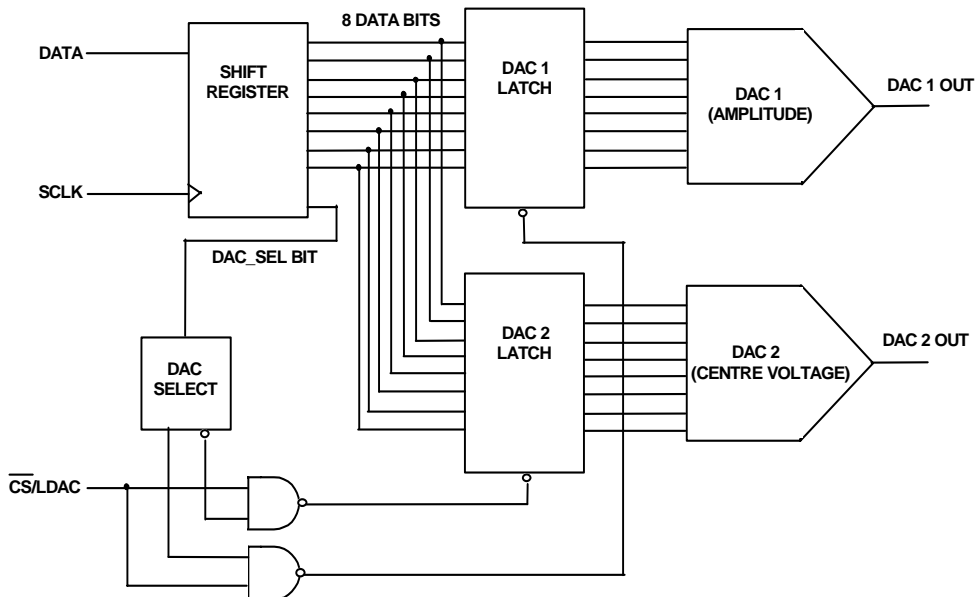 8 DATA BITS
DATA
SHIFT
REGISTER
DAC 1
LATCH
DAC 1
(AMPLITUDE)
DAC 1 OUT
SCLK
DAC_SEL BIT
DAC
SELECT
DAC 2
LATCH
DAC 2
(CENTRE VOLTAGE)
DAC 2 OUT
C̅S̅/LDAC